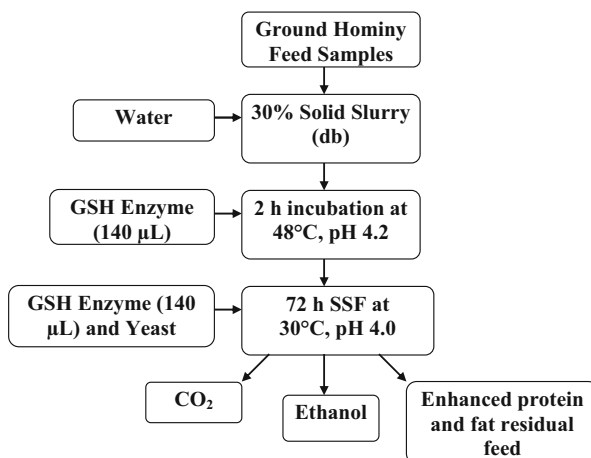 Ground Hominy
Feed Samples
Water
30% Solid Slurry
(db)
GSH Enzyme
(140 µL)
2 h incubation at
48°C, pH 4.2
GSH Enzyme (140
µL) and Yeast
72 h SSF at
30°C, pH 4.0
CO₂
Ethanol
Enhanced protein
and fat residual
feed